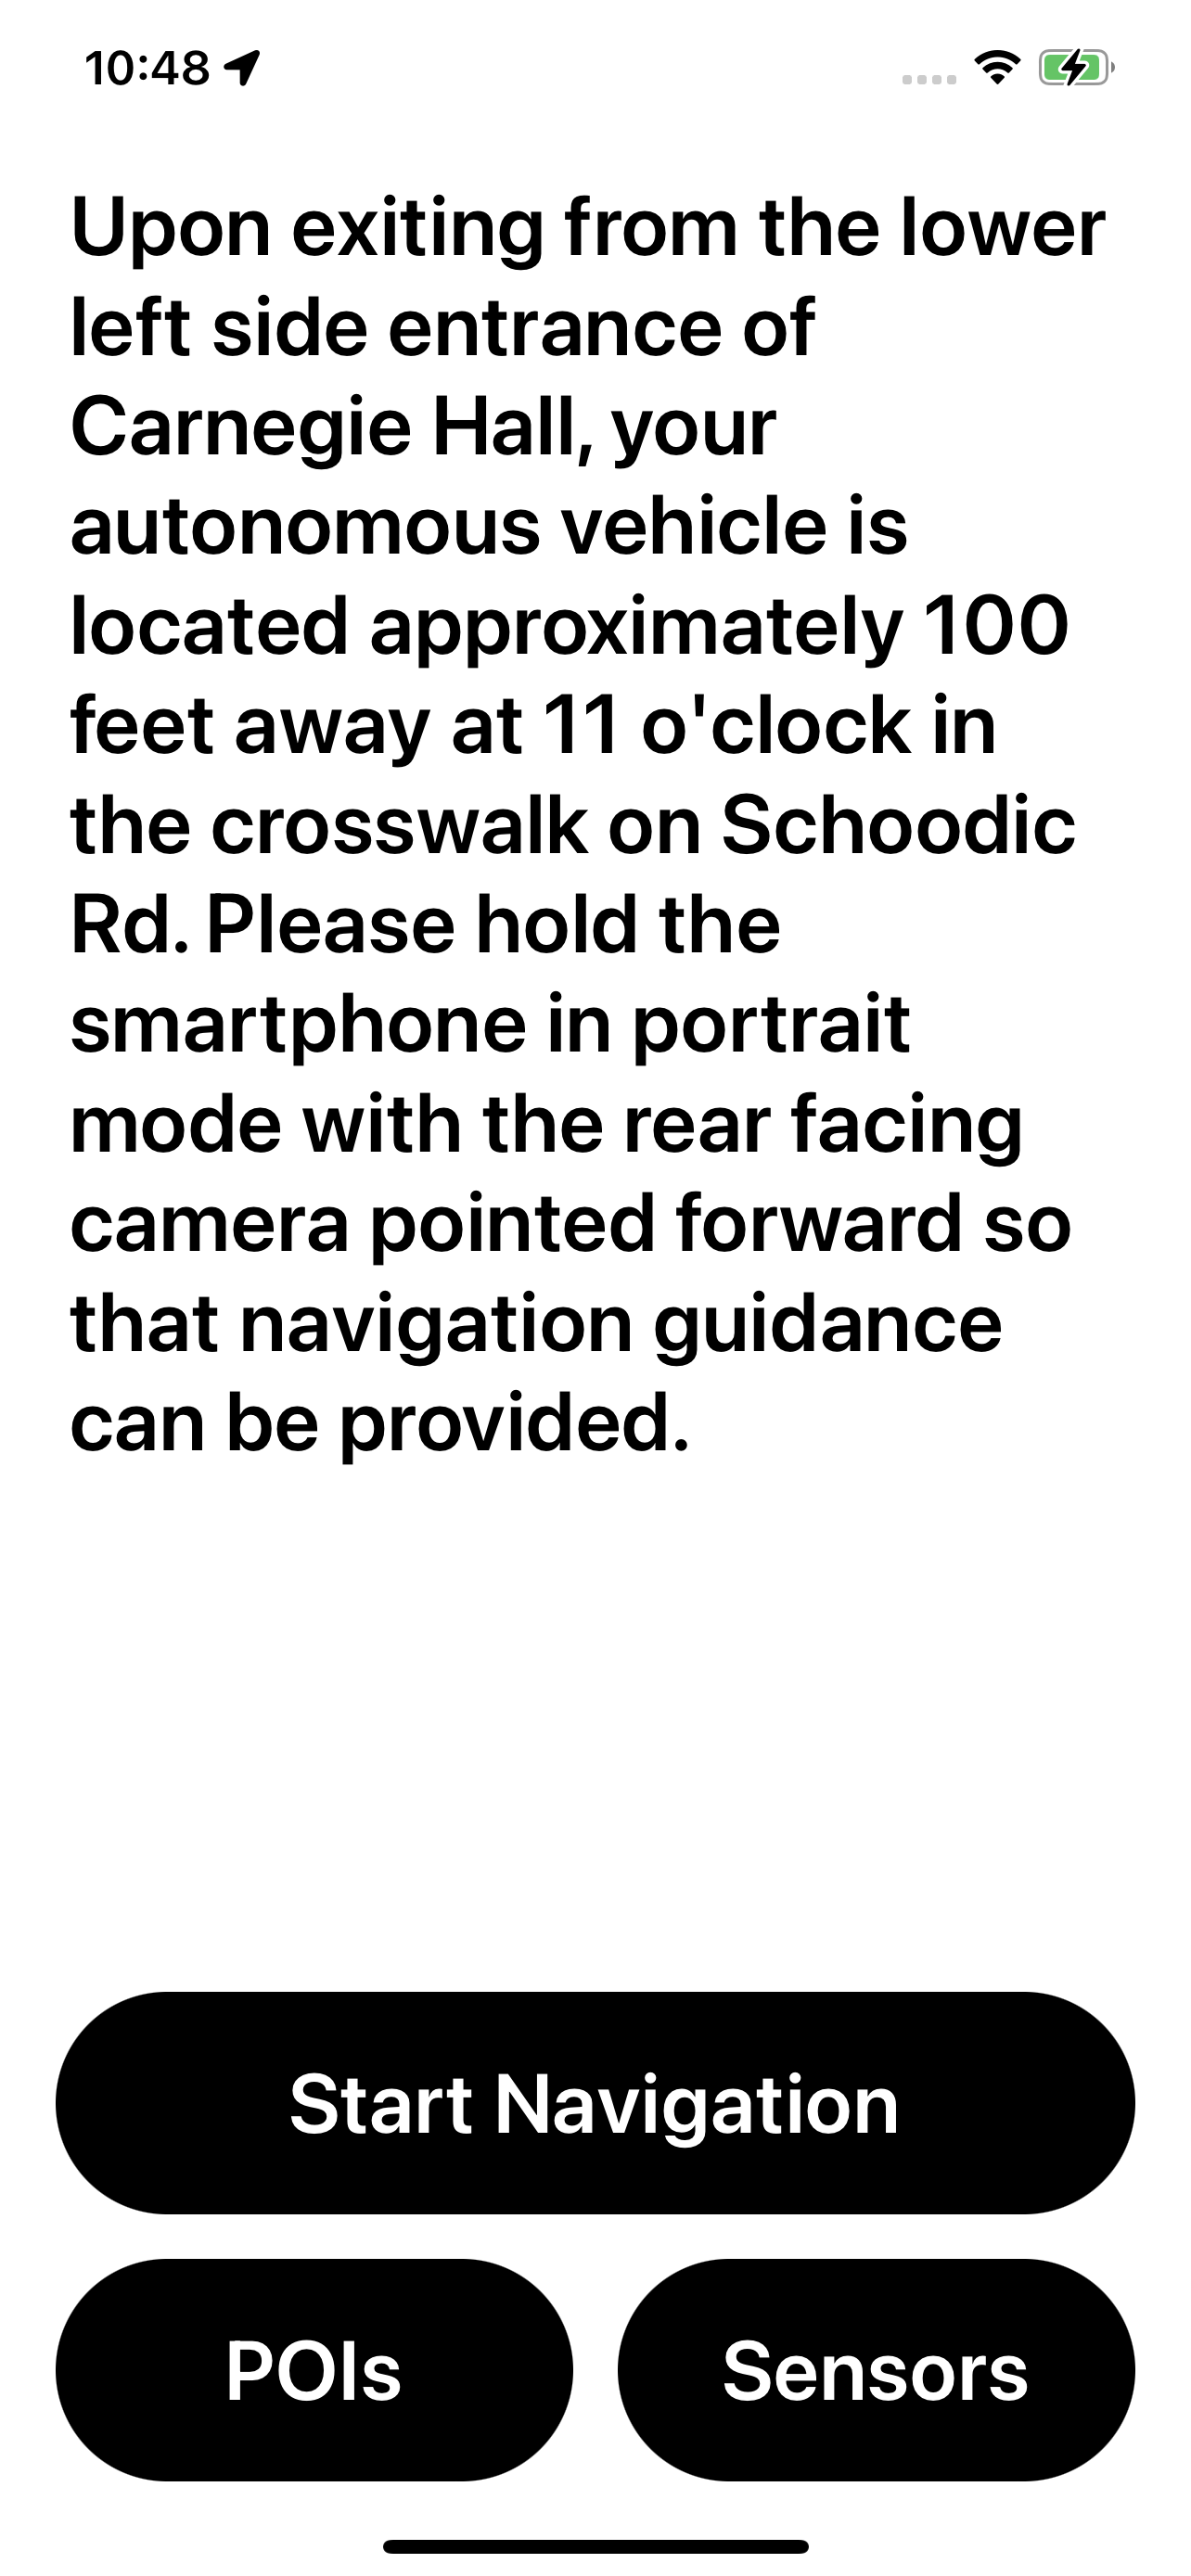 10:48
Upon exiting from the lower
left side entrance of
Carnegie Hall, your
autonomous vehicle is
located approximately 100
feet away at 11 o'clock in
the crosswalk on Schoodic
Rd. Please hold the
smartphone in portrait
mode with the rear facing
camera pointed forward so
that navigation guidance
can be provided.
Start Navigation
POIs
Sensors